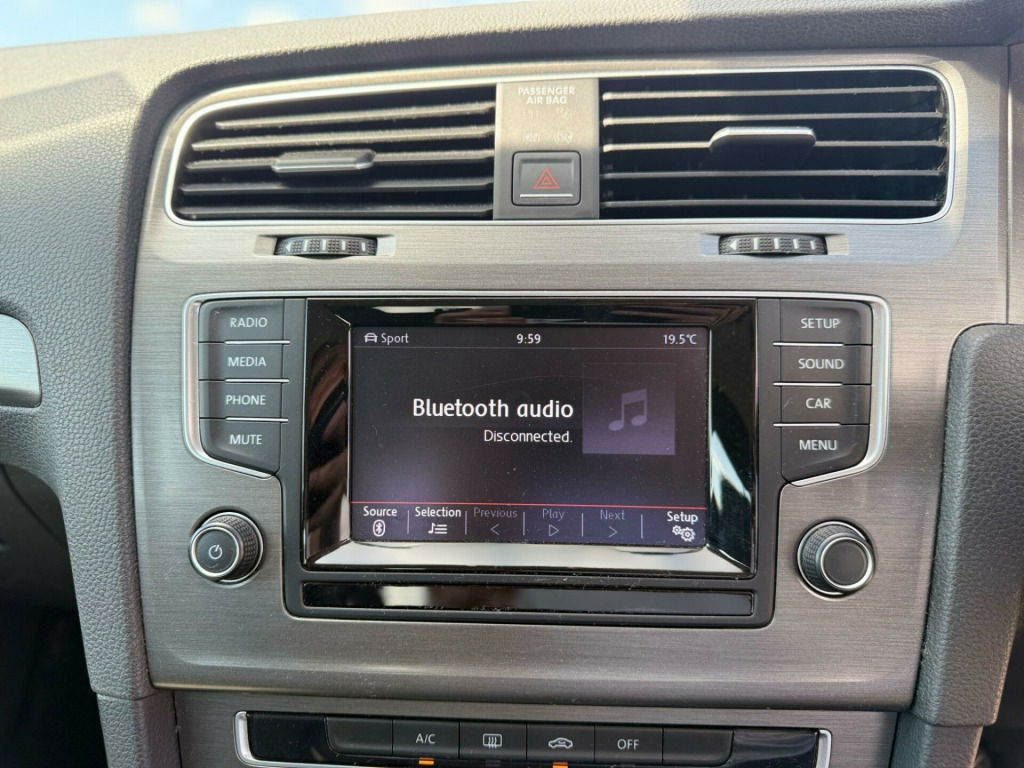 PASSENGER
AIR BAG
RADIO
MEDIA
PHONE
MUTE
Sport 9:59 19.5°C
Bluetooth audio
Disconnected.
Source Selection Previous Play Next Setup
SETUP
SOUND
CAR
MENU
A/C OFF